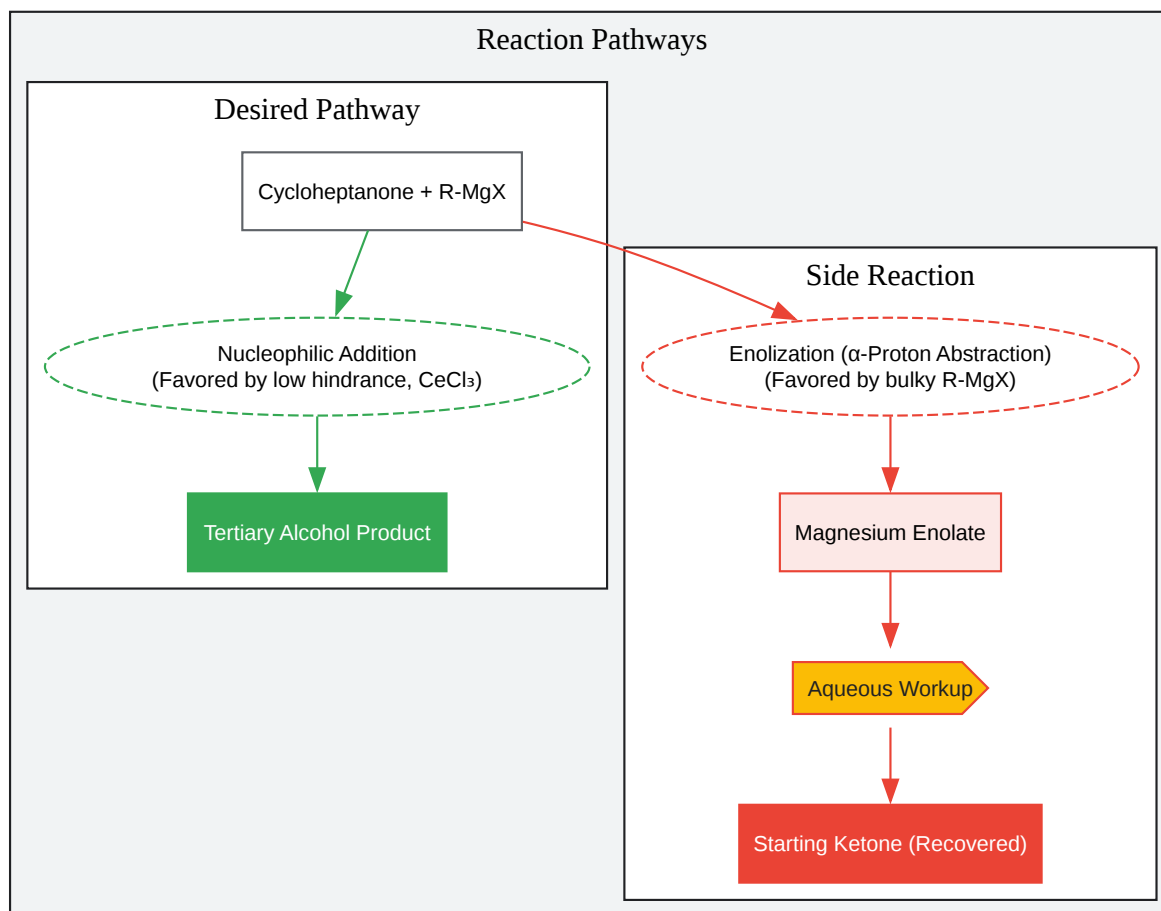 Reaction Pathways
Desired Pathway
Cycloheptanone + R-MgX
Nucleophilic Addition
(Favored by low hindrance, CeCl₃)
Tertiary Alcohol Product
Side Reaction
Enolization (α-Proton Abstraction)
(Favored by bulky R-MgX)
Magnesium Enolate
Aqueous Workup
Starting Ketone (Recovered)